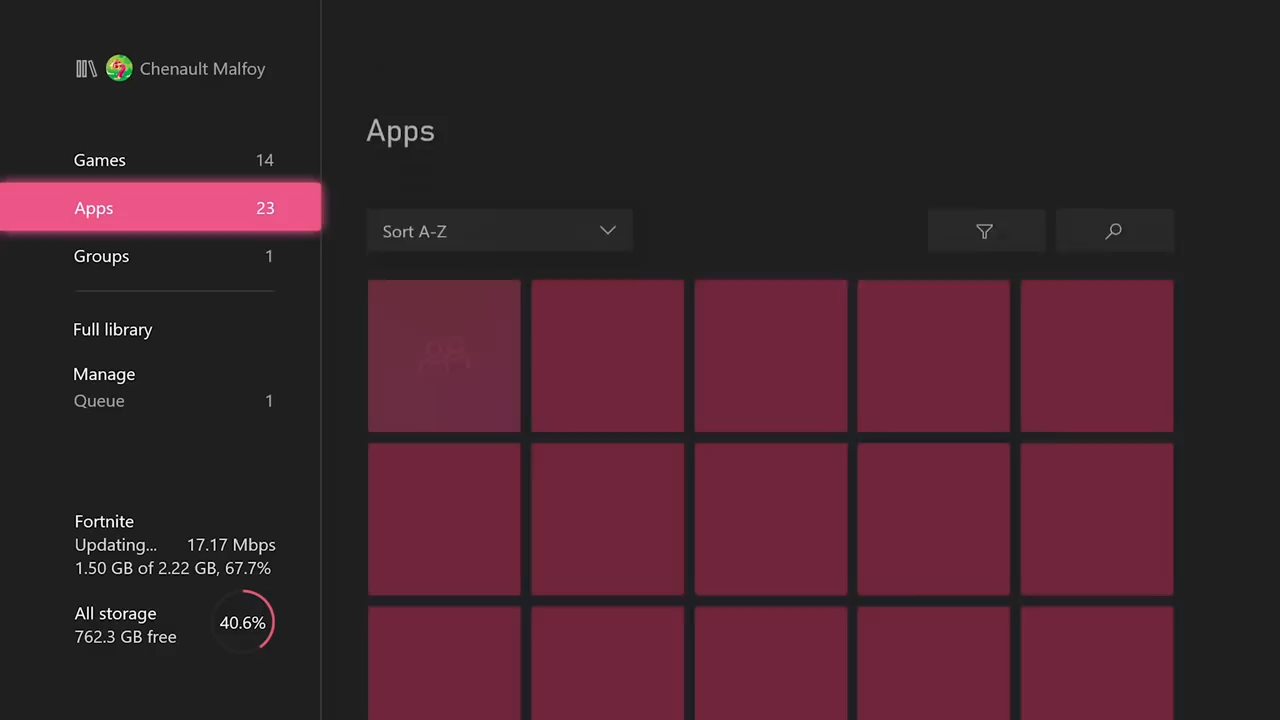 Chenault Malfoy
Games 14
Apps 23
Groups 1
Full library
Manage
Queue 1
Fortnite
Updating... 17.17 Mbps
1.50 GB of 2.22 GB, 67.7%
All storage
762.3 GB free
40.6%
Apps
Sort A-Z